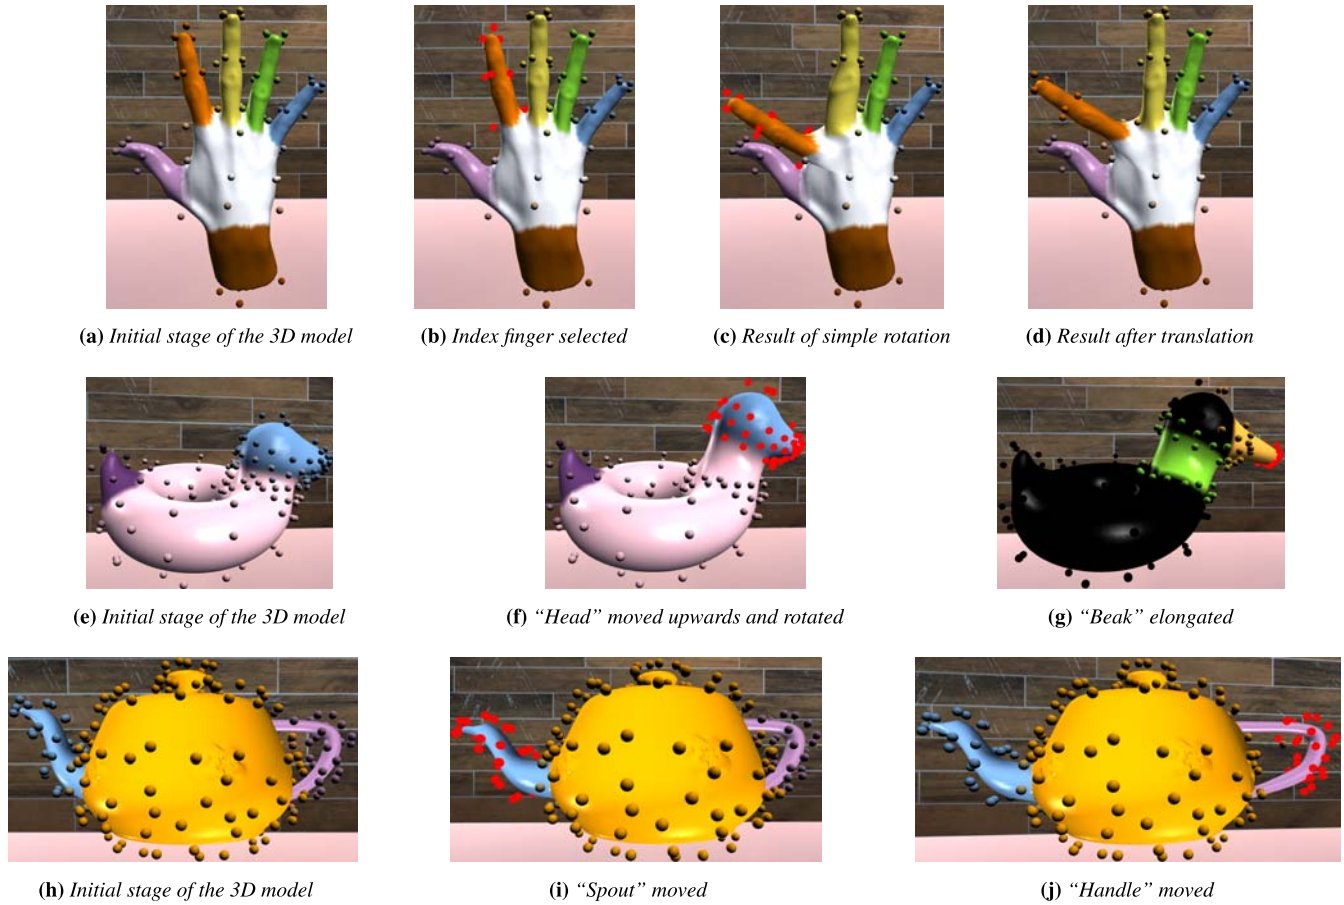 (a) Initial stage of the 3D model
(b) Index finger selected
(c) Result of simple rotation
(d) Result after translation
(e) Initial stage of the 3D model
(f) “Head” moved upwards and rotated
(g) “Beak” elongated
(h) Initial stage of the 3D model
(i) “Spout” moved
(j) “Handle” moved